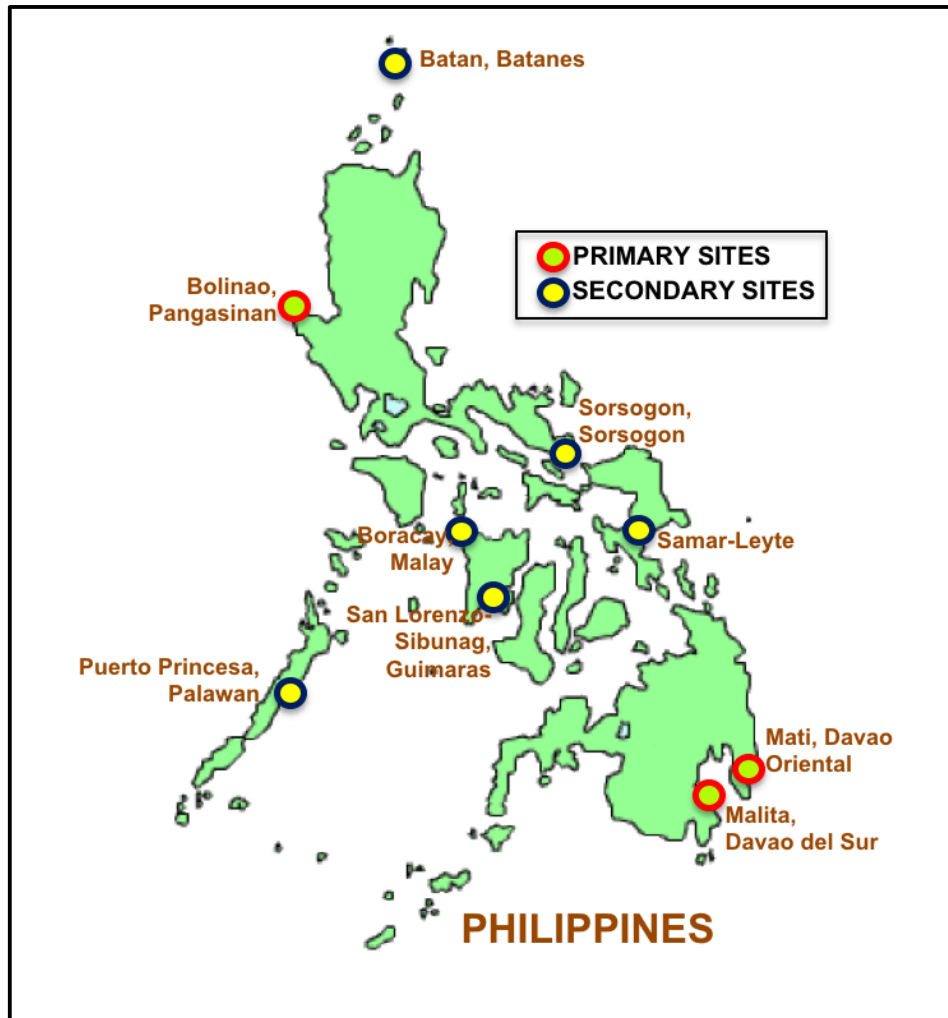 Batan, Batanes
PRIMARY SITES
SECONDARY SITES
Bolinao,
Pangasinan
Sorsogon,
Sorsogon
Boracay,
Malay
Samar-Leyte
San Lorenzo-
Sibunag,
Guimaras
Puerto Princesa,
Palawan
Mati, Davao
Oriental
Malita,
Davao del Sur
PHILIPPINES